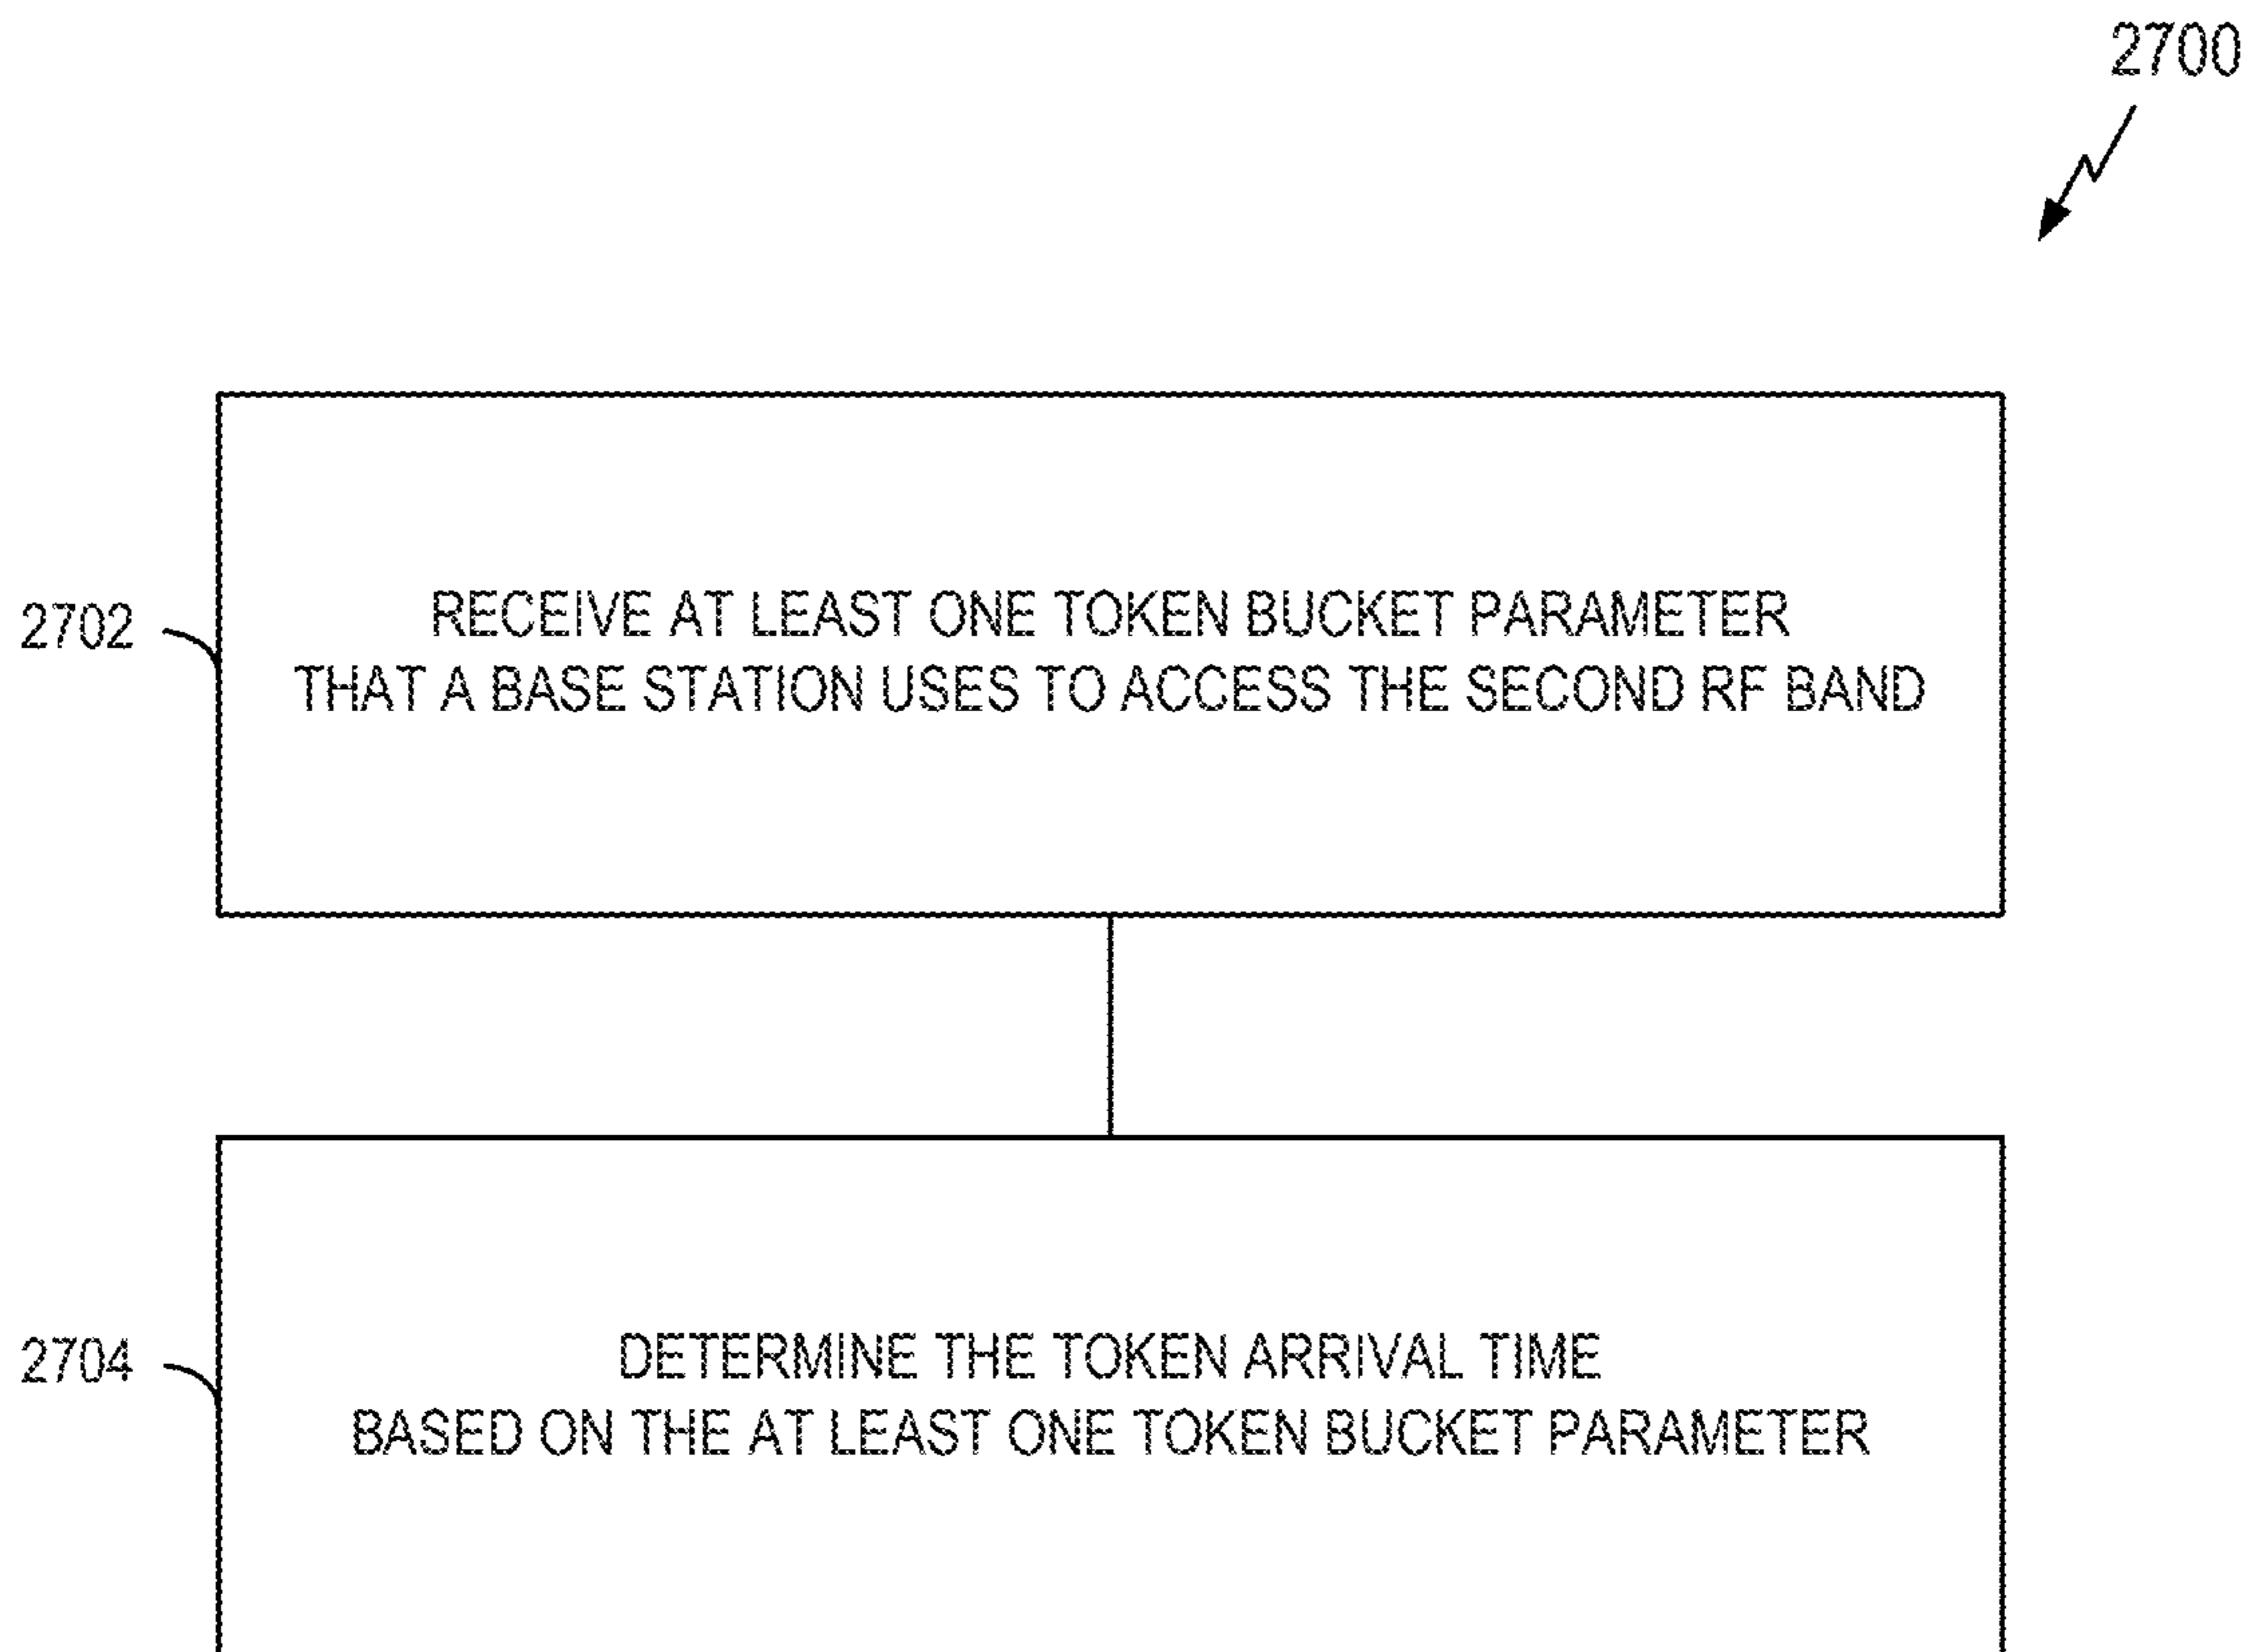 2700
2702
RECEIVE AT LEAST ONE TOKEN BUCKET PARAMETER
THAT A BASE STATION USES TO ACCESS THE SECOND RF BAND
2704
DETERMINE THE TOKEN ARRIVAL TIME
BASED ON THE AT LEAST ONE TOKEN BUCKET PARAMETER